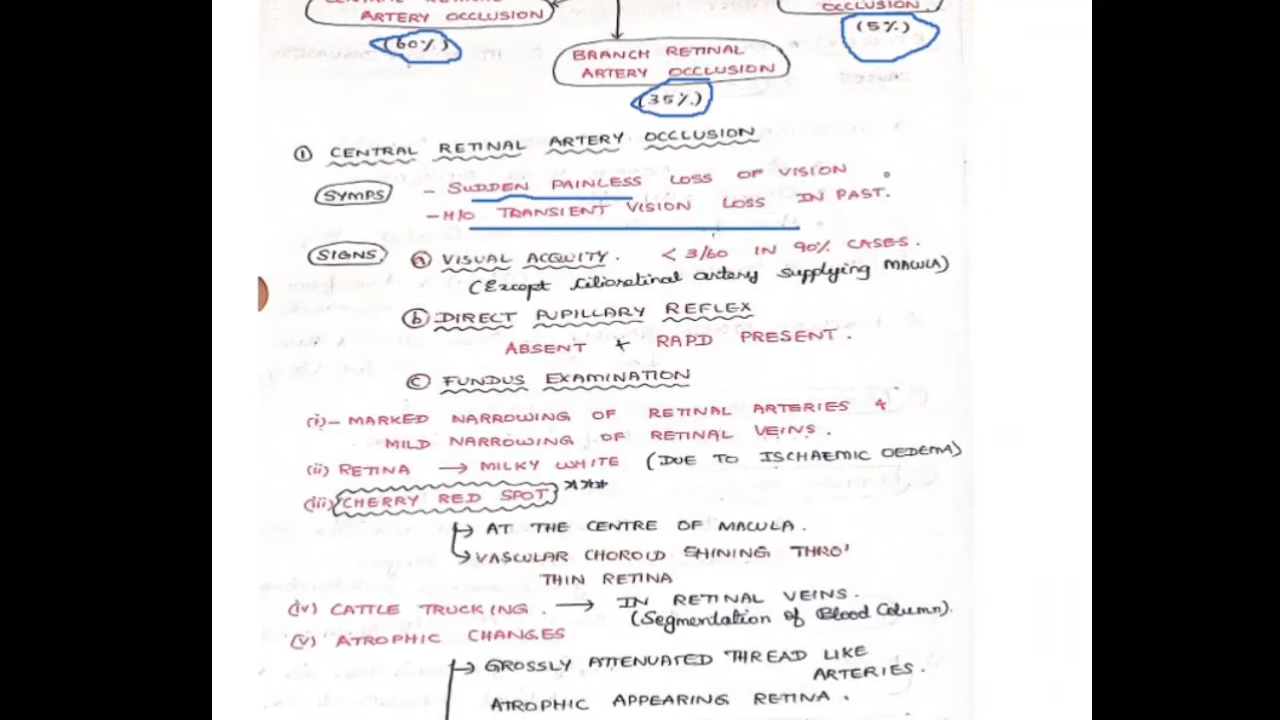 ARTERY OCCLUSION
OCCLUSION
(60%)
(5%)
BRANCH RETINAL
ARTERY OCCLUSION
(35%)
① CENTRAL RETINAL ARTERY OCCLUSION
SYMPS - SUDDEN PAINLESS LOSS OF VISION
- H/O TRANSIENT VISION LOSS IN PAST.
SIGNS ⓐ VISUAL ACQUITY. < 3/60 IN 90% CASES.
(Except cilioretinal artery supplying MACULA)
ⓑ DIRECT PUPILLARY REFLEX
ABSENT + RAPD PRESENT.
ⓒ FUNDUS EXAMINATION
(i) - MARKED NARROWING OF RETINAL ARTERIES &
MILD NARROWING OF RETINAL VEINS.
(ii) RETINA → MILKY WHITE (DUE TO ISCHAEMIC OEDEMA)
(iii) CHERRY RED SPOT ***
↳ AT THE CENTRE OF MACULA.
↳ VASCULAR CHOROID SHINING THRO'
THIN RETINA
(iv) CATTLE TRUCKING. → IN RETINAL VEINS.
(Segmentation of Blood Column).
(v) ATROPHIC CHANGES
↳ GROSSLY ATTENUATED THREAD LIKE
ARTERIES.
ATROPHIC APPEARING RETINA.